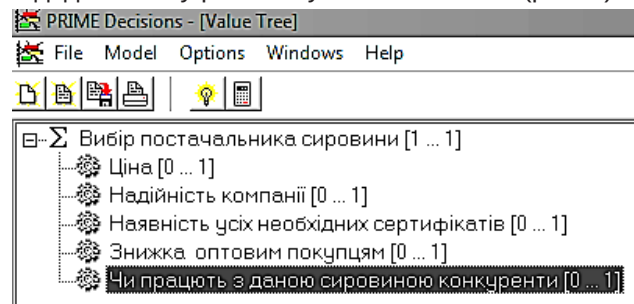 PRIME Decisions - [Value Tree]
File Model Options Windows Help
Σ Вибір постачальника сировини [1 ... 1]
Ціна [0 ... 1]
Надійність компанії [0 ... 1]
Наявність усіх необхідних сертифікатів [0 ... 1]
Знижка оптовим покупцям [0 ... 1]
Чи працють з даною сировиною конкуренти [0 ... 1]